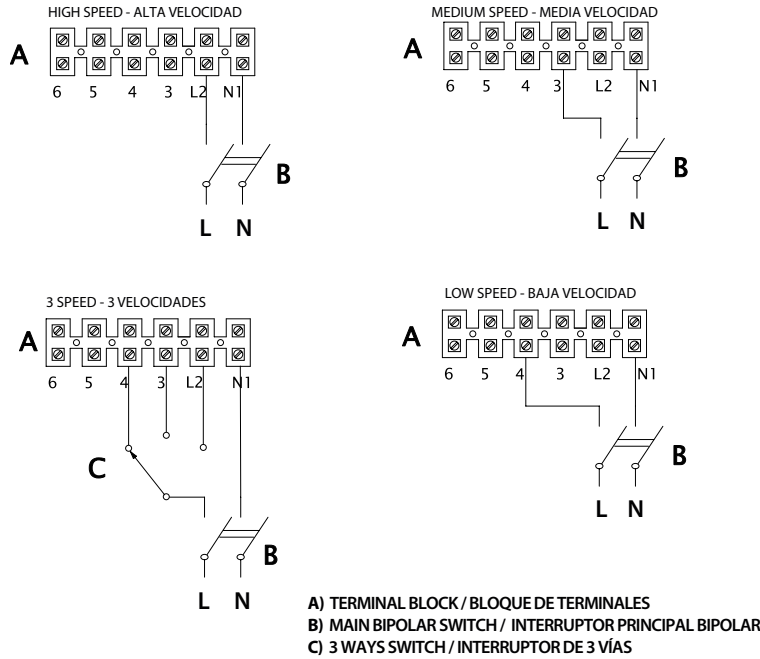 HIGH SPEED - ALTA VELOCIDAD
A
6 5 4 3 L2 N1
B
L N
MEDIUM SPEED - MEDIA VELOCIDAD
A
6 5 4 3 L2 N1
B
L N
3 SPEED - 3 VELOCIDADES
A
6 5 4 3 L2 N1
C
B
L N
LOW SPEED - BAJA VELOCIDAD
A
6 5 4 3 L2 N1
B
L N
A) TERMINAL BLOCK / BLOQUE DE TERMINALES
B) MAIN BIPOLAR SWITCH / INTERRUPTOR PRINCIPAL BIPOLAR
C) 3 WAYS SWITCH / INTERRUPTOR DE 3 VÍAS